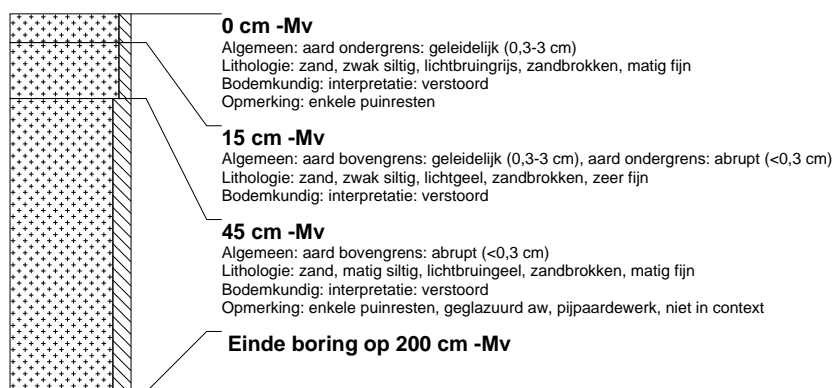 0 cm -Mv
Algemeen: aard ondergrens: geleidelijk (0,3-3 cm)
Lithologie: zand, zwak siltig, lichtbruingrijs, zandbrokken, matig fijn
Bodemkundig: interpretatie: verstoord
Opmerking: enkele puinresten
15 cm -Mv
Algemeen: aard bovengrens: geleidelijk (0,3-3 cm), aard ondergrens: abrupt (<0,3 cm)
Lithologie: zand, zwak siltig, lichtgeel, zandbrokken, zeer fijn
Bodemkundig: interpretatie: verstoord
45 cm -Mv
Algemeen: aard bovengrens: abrupt (<0,3 cm)
Lithologie: zand, matig siltig, lichtbruingeel, zandbrokken, matig fijn
Bodemkundig: interpretatie: verstoord
Opmerking: enkele puinresten, geglazuurd aw, pijpaardewerk, niet in context
Einde boring op 200 cm -Mv